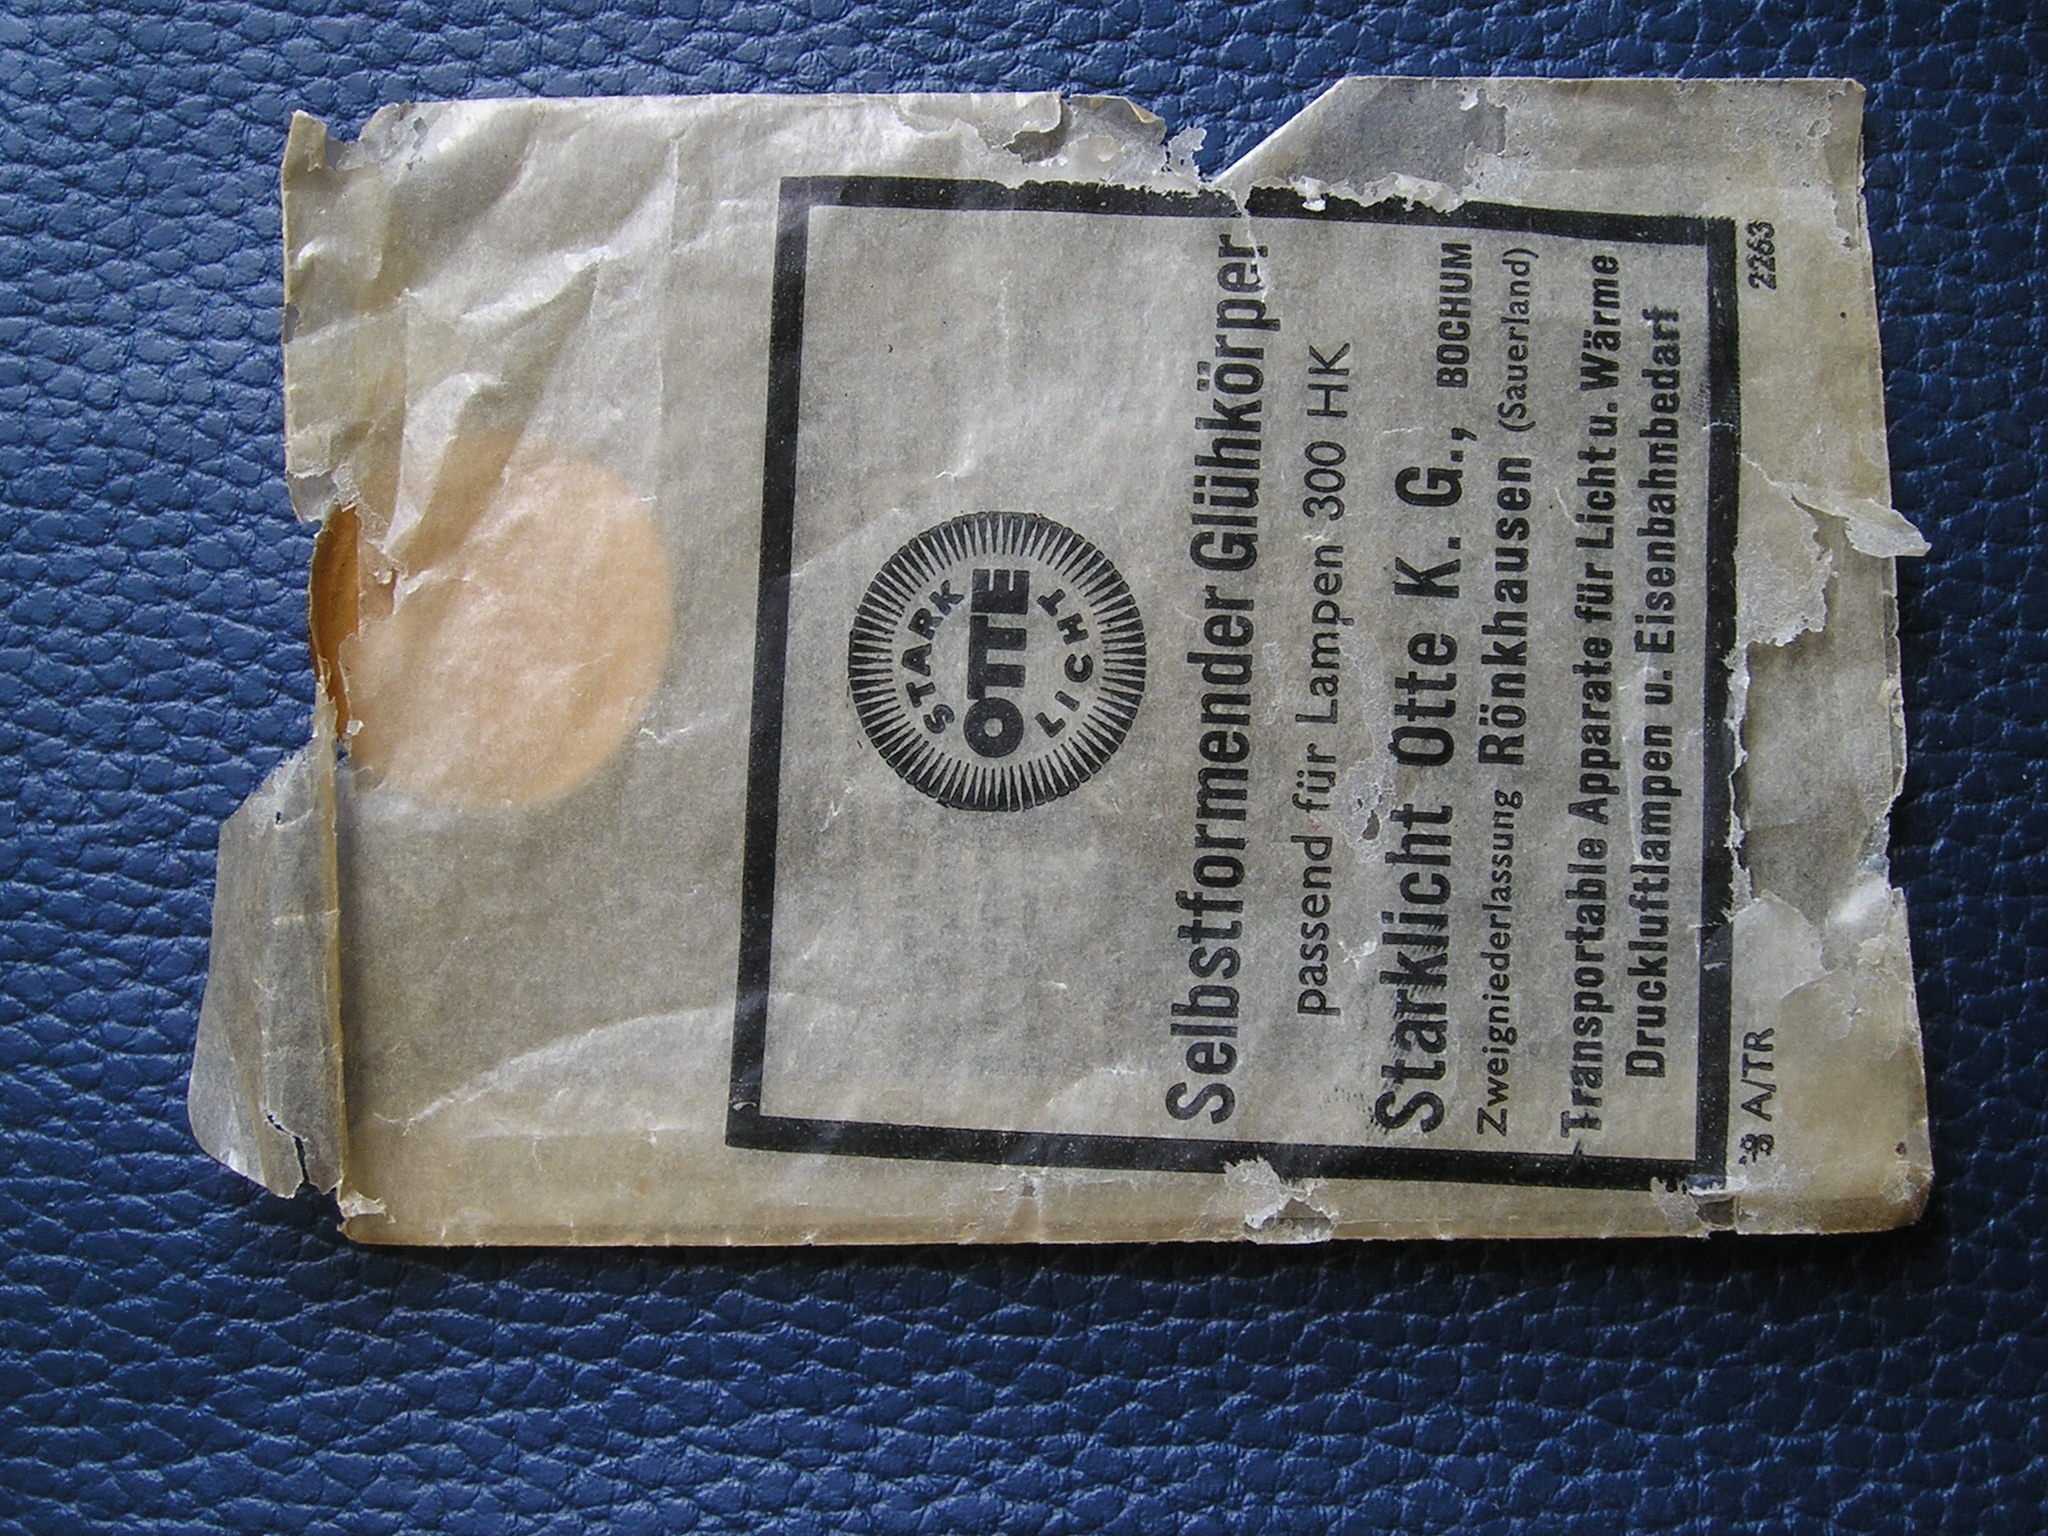 STARK
OTTE
LICHT
Selbstformender Glühkörper
passend für Lampen 300 HK
Starklicht Otte K. G., BOCHUM
Zweigniederlassung Rönkhausen (Sauerland)
Transportable Apparate für Licht u. Wärme
Druckluftlampen u. Eisenbahnbedarf
A/TR 2263